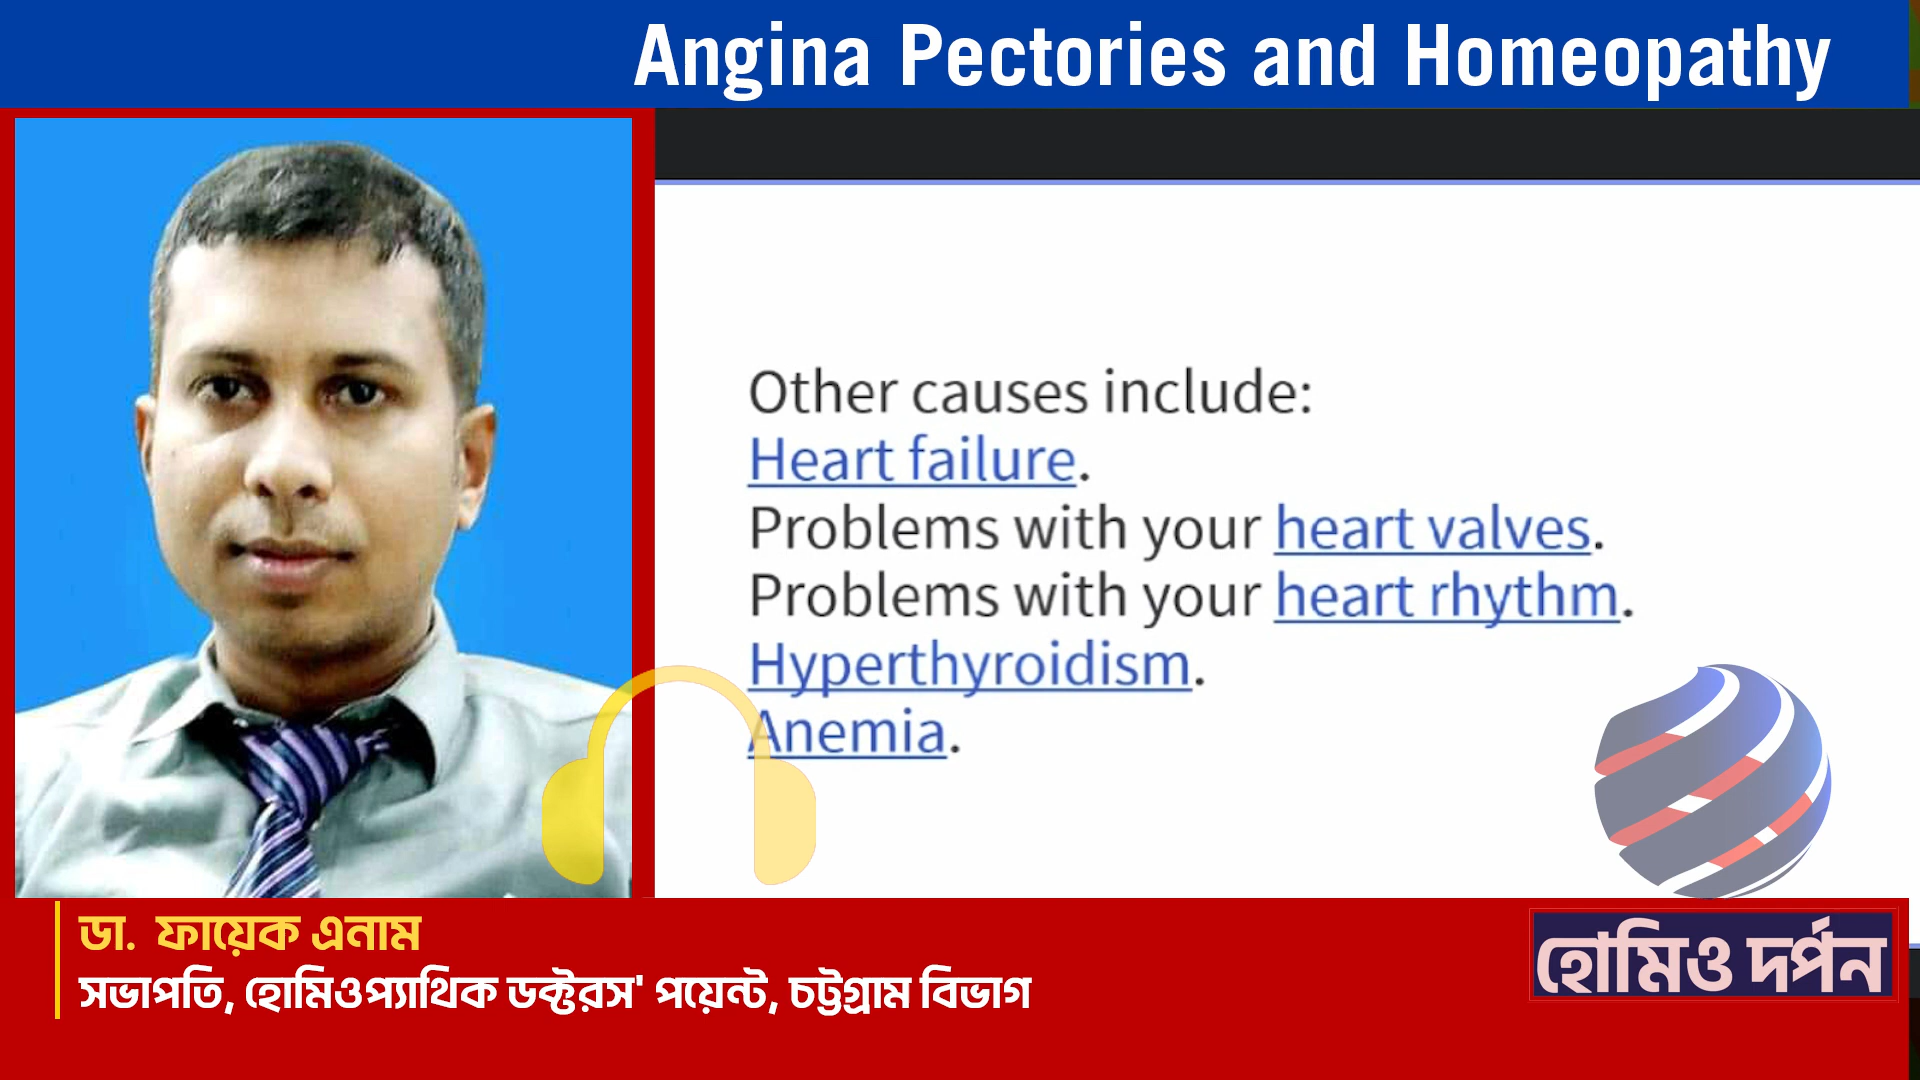 Angina Pectories and Homeopathy
Other causes include:
Heart failure.
Problems with your heart valves.
Problems with your heart rhythm.
Hyperthyroidism.
Anemia.
ডা. ফায়েক এনাম
সভাপতি, হোমিওপ্যাথিক ডক্টরস' পয়েন্ট, চট্টগ্রাম বিভাগ
হোমিও দর্পন